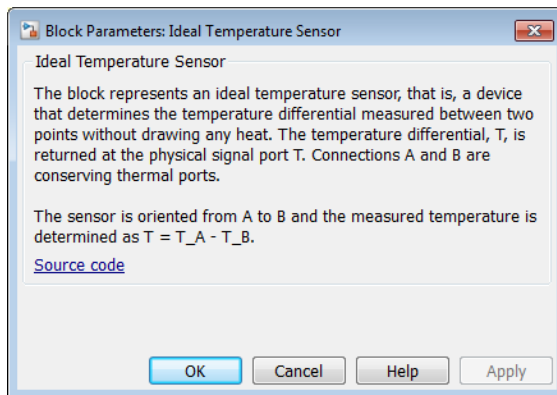 Block Parameters: Ideal Temperature Sensor
Ideal Temperature Sensor
The block represents an ideal temperature sensor, that is, a device
that determines the temperature differential measured between two
points without drawing any heat. The temperature differential, T, is
returned at the physical signal port T. Connections A and B are
conserving thermal ports.
The sensor is oriented from A to B and the measured temperature is
determined as T = T_A - T_B.
Source code
OK Cancel Help Apply